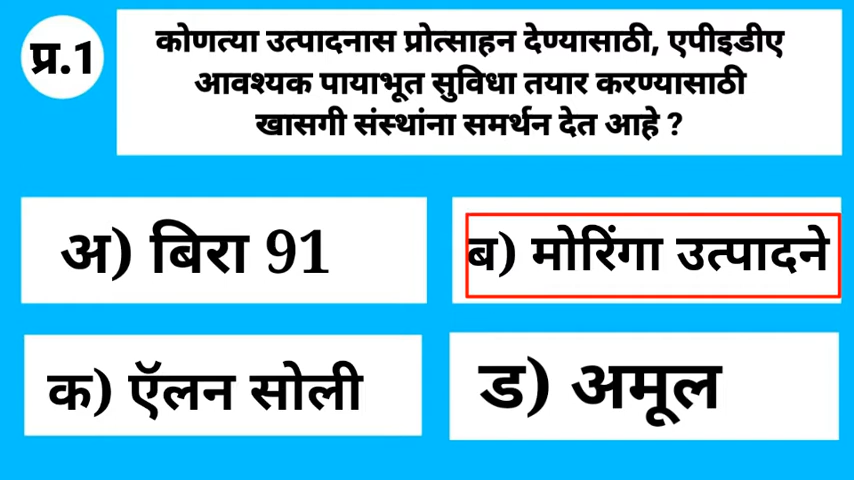 प्र.1
कोणत्या उत्पादनास प्रोत्साहन देण्यासाठी, एपीइडीए
आवश्यक पायाभूत सुविधा तयार करण्यासाठी
खासगी संस्थांना समर्थन देत आहे ?
अ) बिरा 91
ब) मोरिंगा उत्पादने
क) ऍलन सोली
ड) अमूल